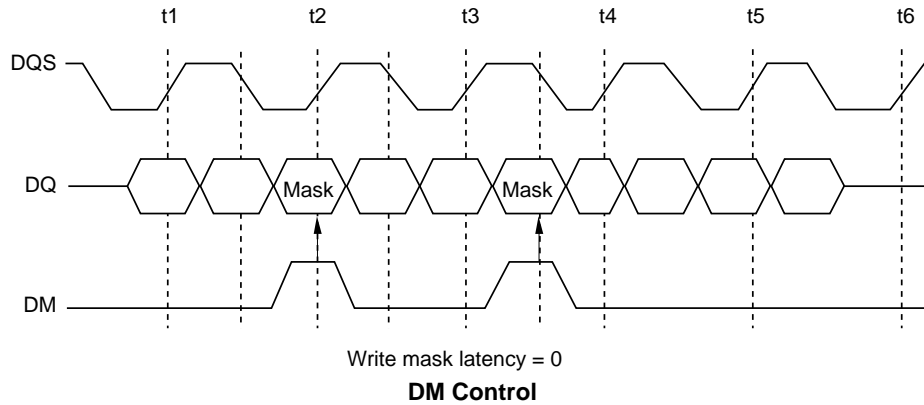 t1 t2 t3 t4 t5 t6
DQS
DQ Mask Mask
DM
Write mask latency = 0
DM Control